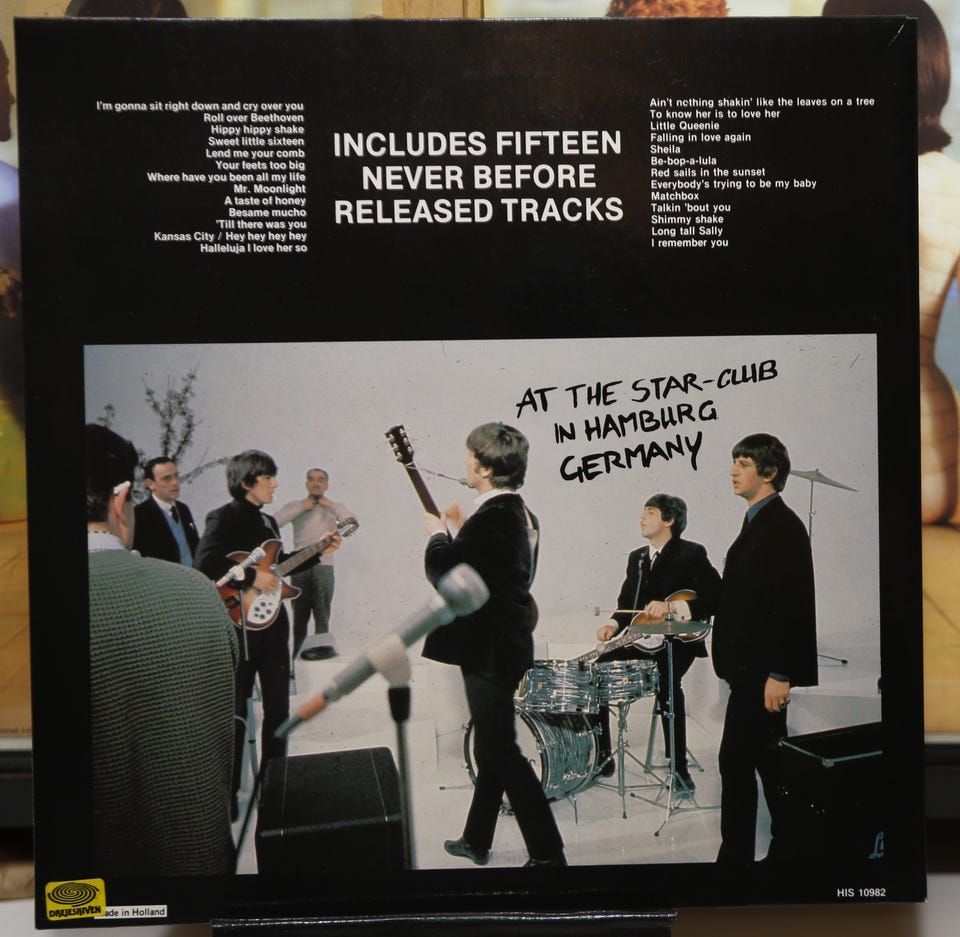 I'm gonna sit right down and cry over you
Roll over Beethoven
Hippy hippy shake
Sweet little sixteen
Lend me your comb
Your feets too big
Where have you been all my life
Mr. Moonlight
A taste of honey
Besame mucho
'Till there was you
Kansas City / Hey hey hey hey
Halleluja I love her so
INCLUDES FIFTEEN
NEVER BEFORE
RELEASED TRACKS
Ain't nothing shakin' like the leaves on a tree
To know her is to love her
Little Queenie
Falling in love again
Sheila
Be-bop-a-lula
Red sails in the sunset
Everybody's trying to be my baby
Matchbox
Talkin 'bout you
Shimmy shake
Long tall Sally
I remember you
AT THE STAR-CLUB
IN HAMBURG
GERMANY
HIS 10982
DREJESKIVEN
ade in Holland